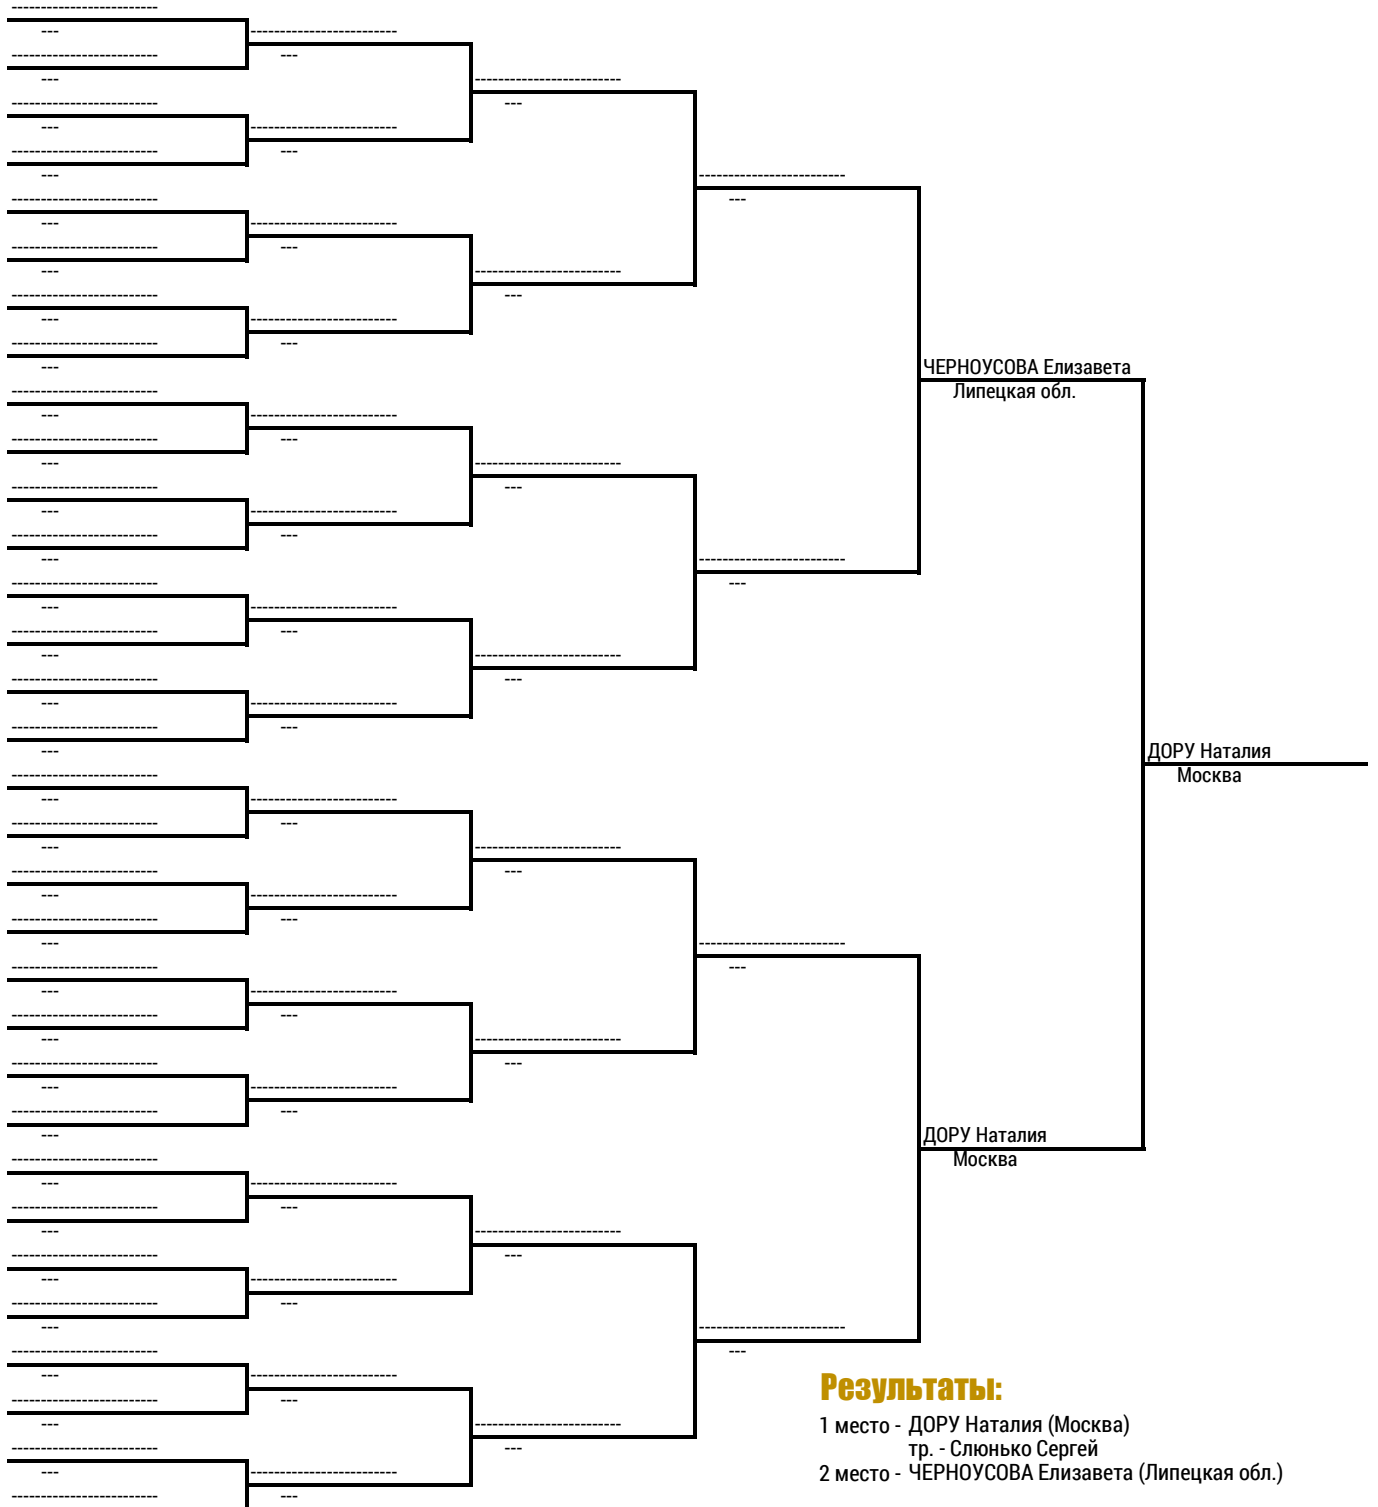 ЧЕРНОУСОВА Елизавета
Липецкая обл.
ДОРУ Наталия
Москва
ДОРУ Наталия
Москва
Результаты:
1 место - ДОРУ Наталия (Москва)
тр. - Слюнько Сергей
2 место - ЧЕРНОУСОВА Елизавета (Липецкая обл.)